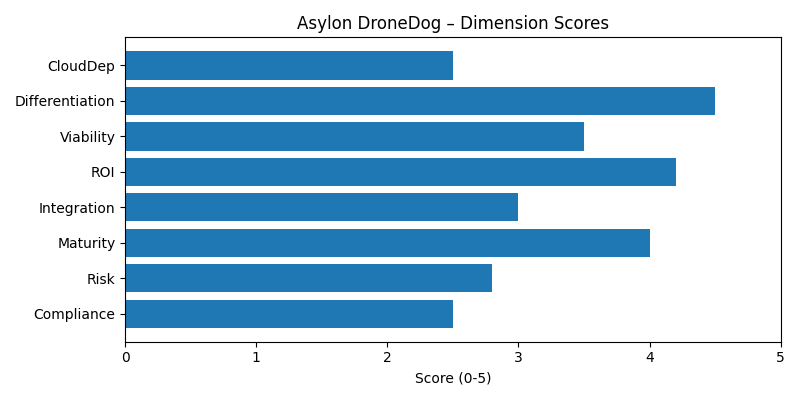 Asylon DroneDog – Dimension Scores
CloudDep
Differentiation
Viability
ROI
Integration
Maturity
Risk
Compliance
0 1 2 3 4 5
Score (0-5)